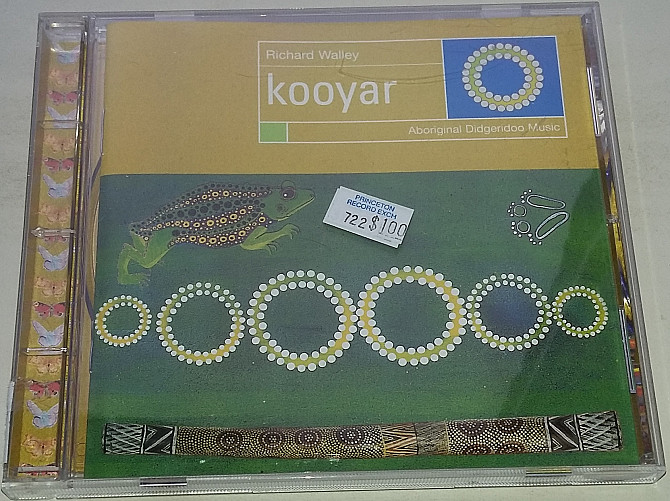 Richard Walley
kooyar
Aboriginal Didgeridoo Music
PRINCETON
RECORD EXCH
722$100